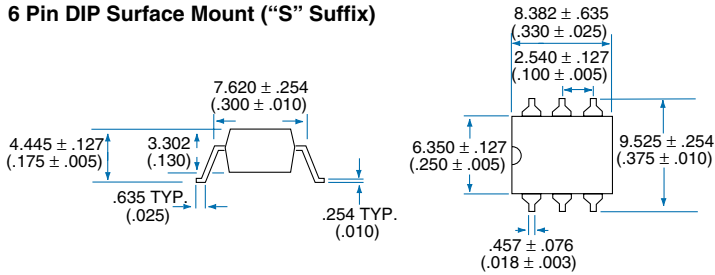 6 Pin DIP Surface Mount (“S” Suffix)
8.382 ± .635
(.330 ± .025)
2.540 ± .127
(.100 ± .005)
7.620 ± .254
(.300 ± .010)
4.445 ± .127
(.175 ± .005)
3.302
(.130)
6.350 ± .127
(.250 ± .005)
9.525 ± .254
(.375 ± .010)
.635 TYP.
(.025)
.254 TYP.
(.010)
.457 ± .076
(.018 ± .003)